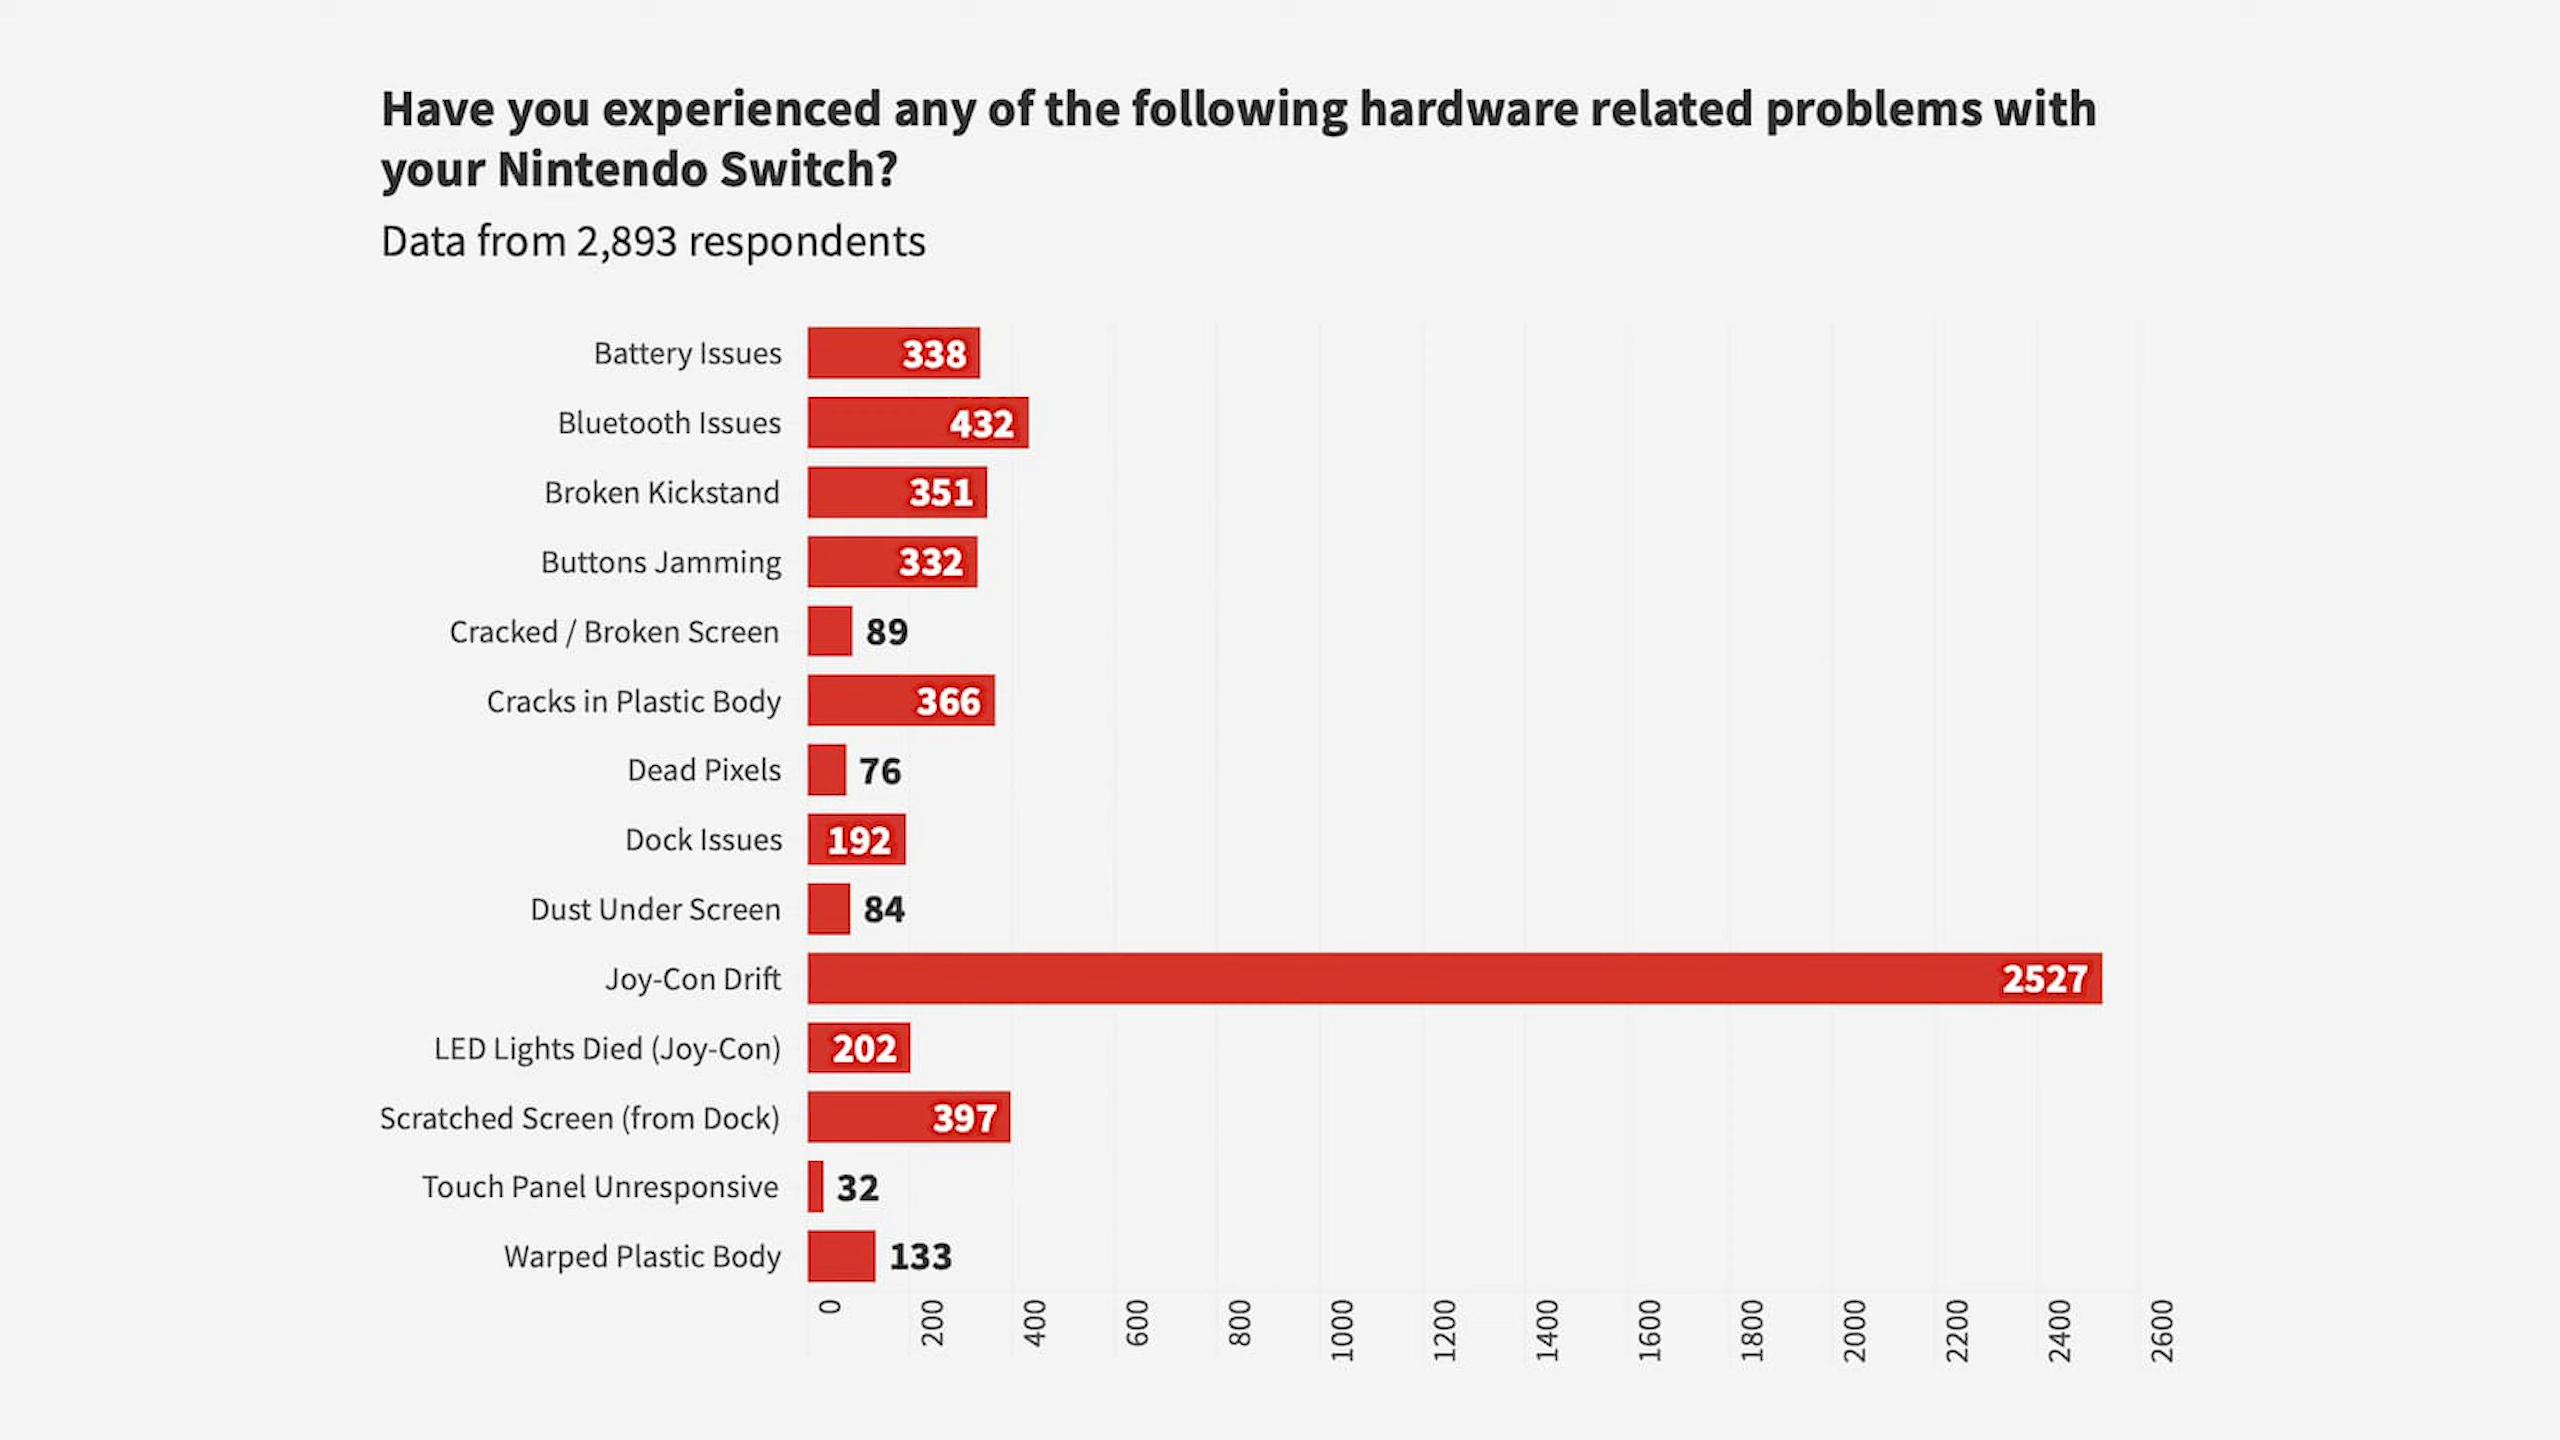 Have you experienced any of the following hardware related problems with
your Nintendo Switch?
Data from 2,893 respondents
Battery Issues 338
Bluetooth Issues 432
Broken Kickstand 351
Buttons Jamming 332
Cracked / Broken Screen 89
Cracks in Plastic Body 366
Dead Pixels 76
Dock Issues 192
Dust Under Screen 84
Joy-Con Drift 2527
LED Lights Died (Joy-Con) 202
Scratched Screen (from Dock) 397
Touch Panel Unresponsive 32
Warped Plastic Body 133
0 200 400 600 800 1000 1200 1400 1600 1800 2000 2200 2400 2600